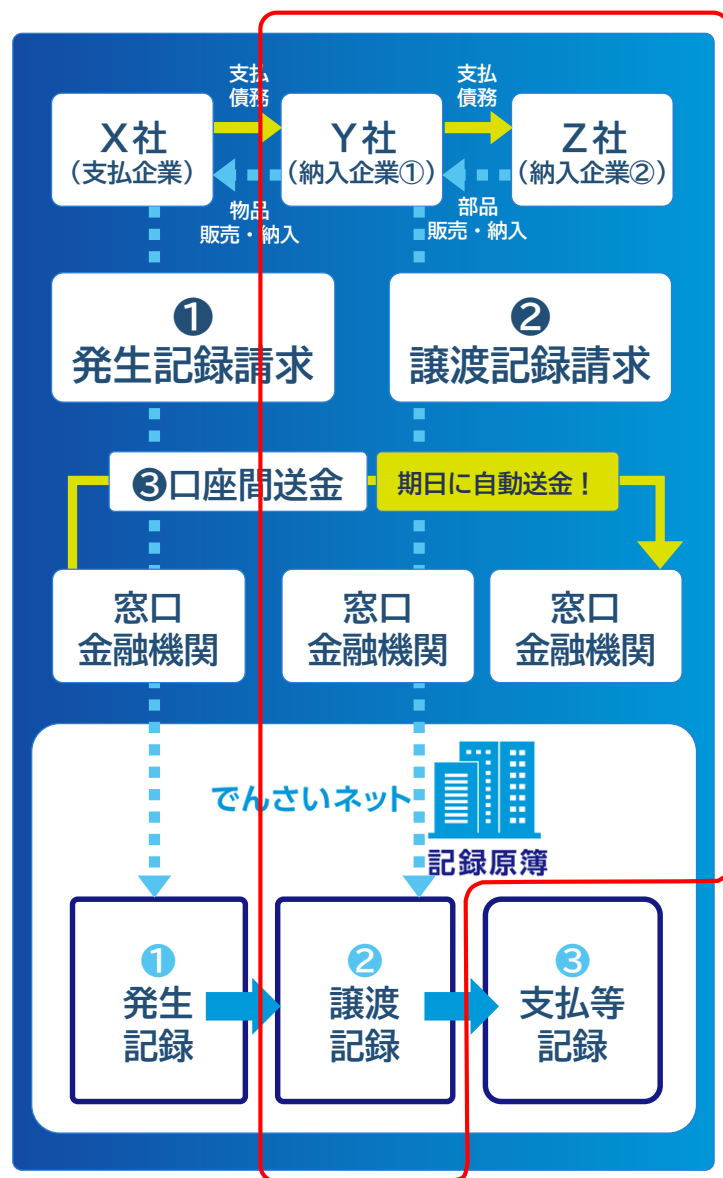 支払
債務
支払
債務
X社
(支払企業)
Y社
(納入企業①)
Z社
(納入企業②)
物品
販売・納入
部品
販売・納入
❶
発生記録請求
❷
譲渡記録請求
❸口座間送金
期日に自動送金！
窓口
金融機関
窓口
金融機関
窓口
金融機関
でんさいネット
記録原簿
❶
発生
記録
❷
譲渡
記録
❸
支払等
記録